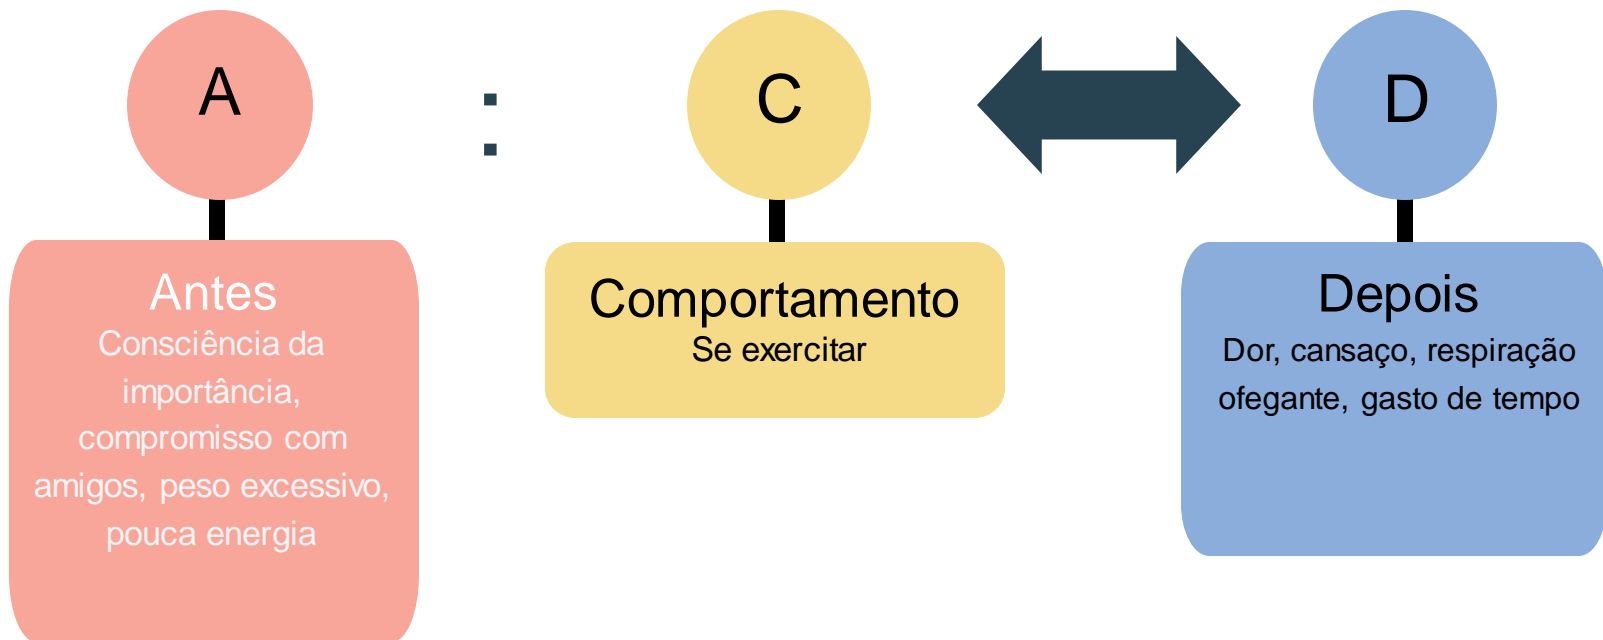 A
:
C
D
Antes
Consciência da
importância,
compromisso com
amigos, peso excessivo,
pouca energia
Comportamento
Se exercitar
Depois
Dor, cansaço, respiração
ofegante, gasto de tempo